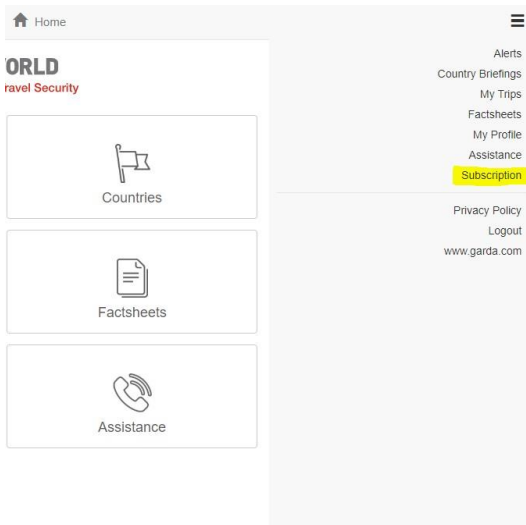 Home
ORLD
ravel Security
Countries
Factsheets
Assistance
Alerts
Country Briefings
My Trips
Factsheets
My Profile
Assistance
Subscription
Privacy Policy
Logout
www.garda.com